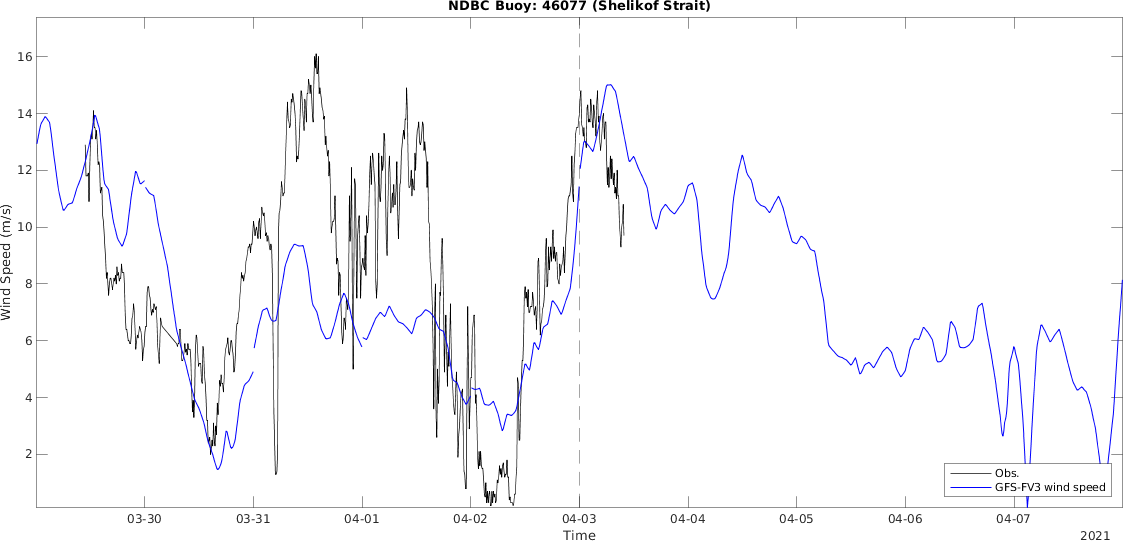 NDBC Buoy: 46077 (Shelikof Strait)
Wind Speed (m/s)
16
14
12
10
8
6
4
2
Obs.
GFS-FV3 wind speed
03-30 03-31 04-01 04-02 04-03 04-04 04-05 04-06 04-07
Time
2021